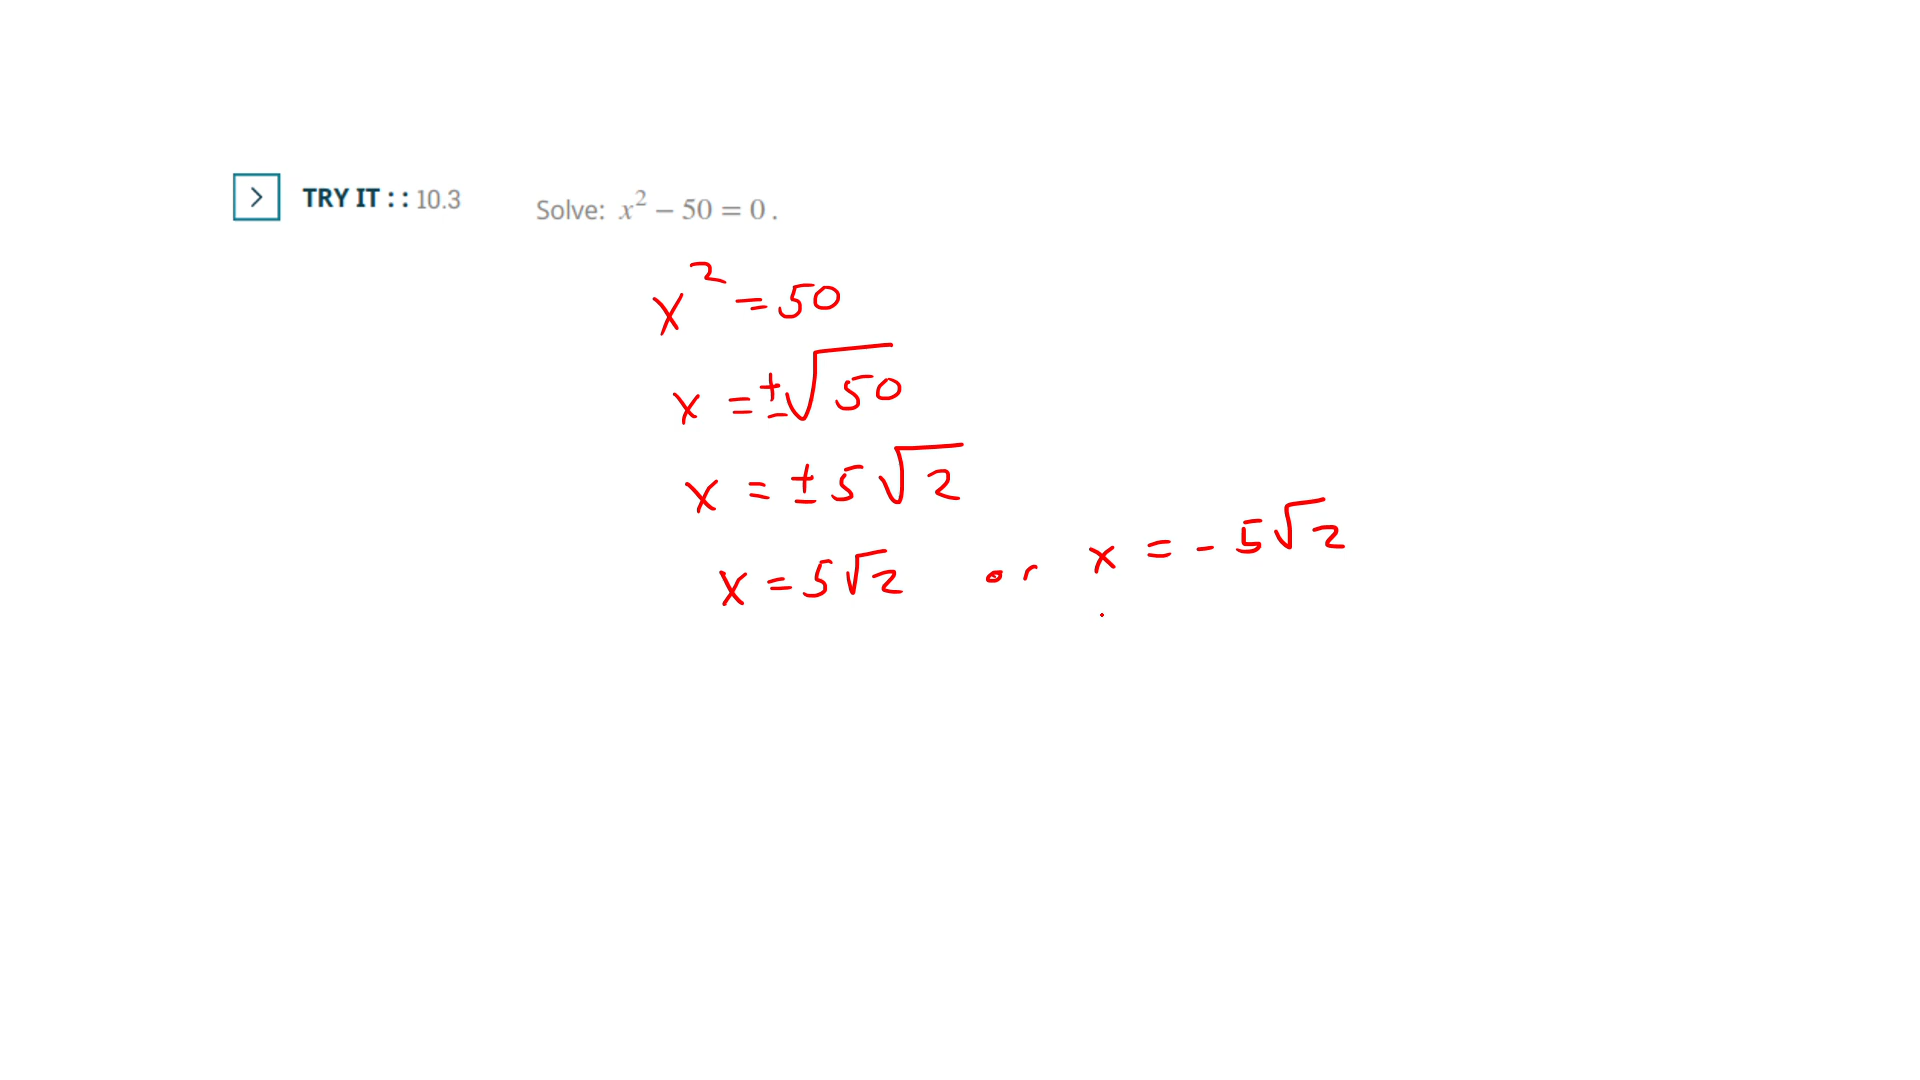 TRY IT : : 10.3 Solve: x² − 50 = 0 .
x² = 50
x = ±√50
x = ± 5√2
x = 5√2 or x = - 5√2